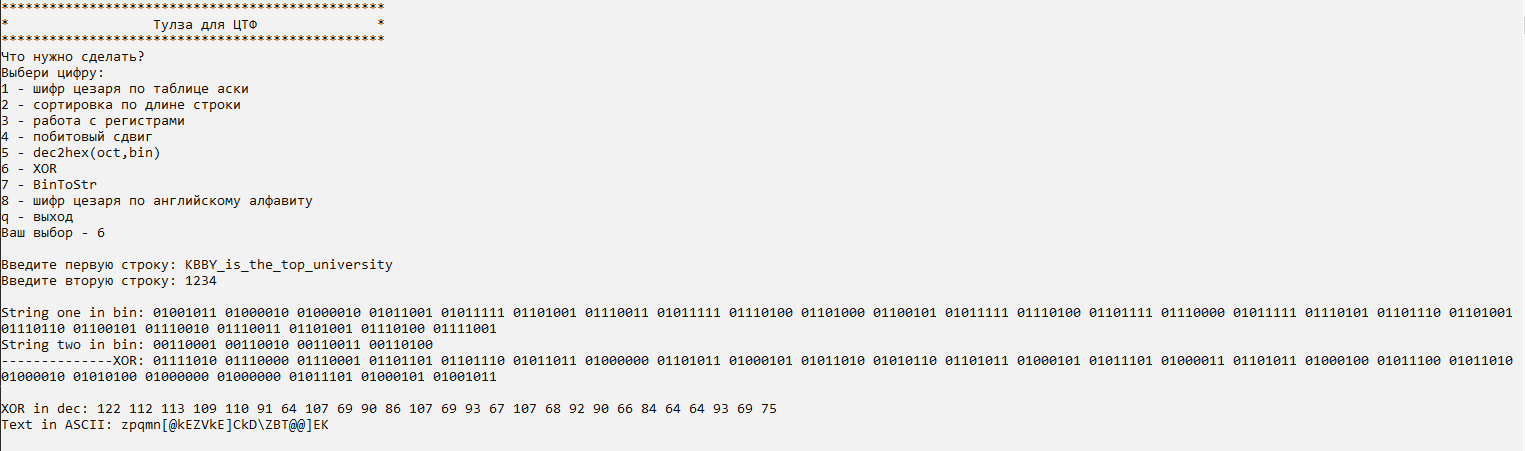 ************************************************
* Тулза для ЦТФ *
************************************************
Что нужно сделать?
Выбери цифру:
1 - шифр цезаря по таблице аски
2 - сортировка по длине строки
3 - работа с регистрами
4 - побитовый сдвиг
5 - dec2hex(oct,bin)
6 - XOR
7 - BinToStr
8 - шифр цезаря по английскому алфавиту
q - выход
Ваш выбор - 6
Введите первую строку: KBBY_is_the_top_university
Введите вторую строку: 1234
String one in bin: 01001011 01000010 01000010 01011001 01011111 01101001 01110011 01011111 01110100 01101000 01100101 01011111 01110100 01101111 01110000 01011111 01110101 01101110 01101001
01110110 01100101 01110010 01110011 01101001 01110100 01111001
String two in bin: 00110001 00110010 00110011 00110100
--------------XOR: 01111010 01110000 01110001 01101101 01101110 01011011 01000000 01101011 01000101 01011010 01010110 01101011 01000101 01011101 01000011 01101011 01000100 01011100 01011010
01000010 01010100 01000000 01000000 01011101 01000101 01001011
XOR in dec: 122 112 113 109 110 91 64 107 69 90 86 107 69 93 67 107 68 92 90 66 84 64 64 93 69 75
Text in ASCII: zpqmn[@kEZVkE]CkD\ZBT@@]EK